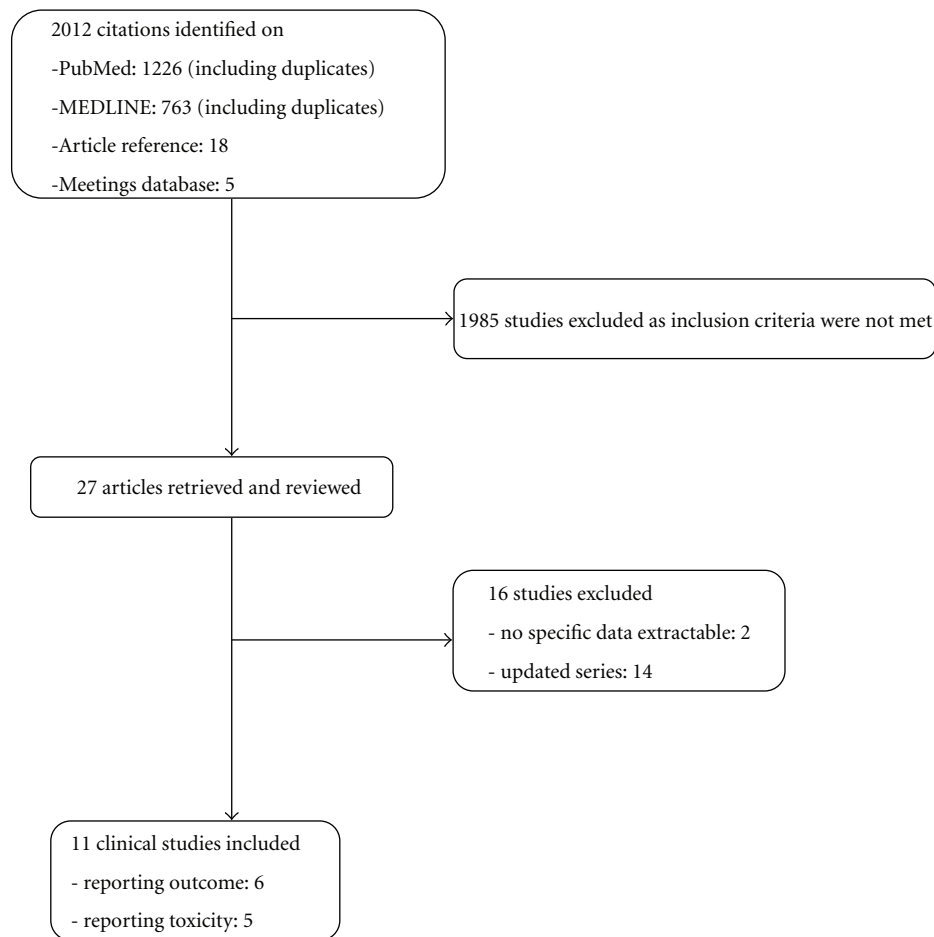 2012 citations identified on
-PubMed: 1226 (including duplicates)
-MEDLINE: 763 (including duplicates)
-Article reference: 18
-Meetings database: 5
1985 studies excluded as inclusion criteria were not met
27 articles retrieved and reviewed
16 studies excluded
- no specific data extractable: 2
- updated series: 14
11 clinical studies included
- reporting outcome: 6
- reporting toxicity: 5